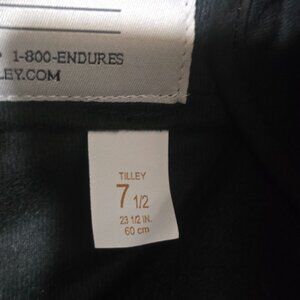 1-800-ENDURES
LEY.COM
TILLEY
7 1/2
23 1/2 IN.
60 cm